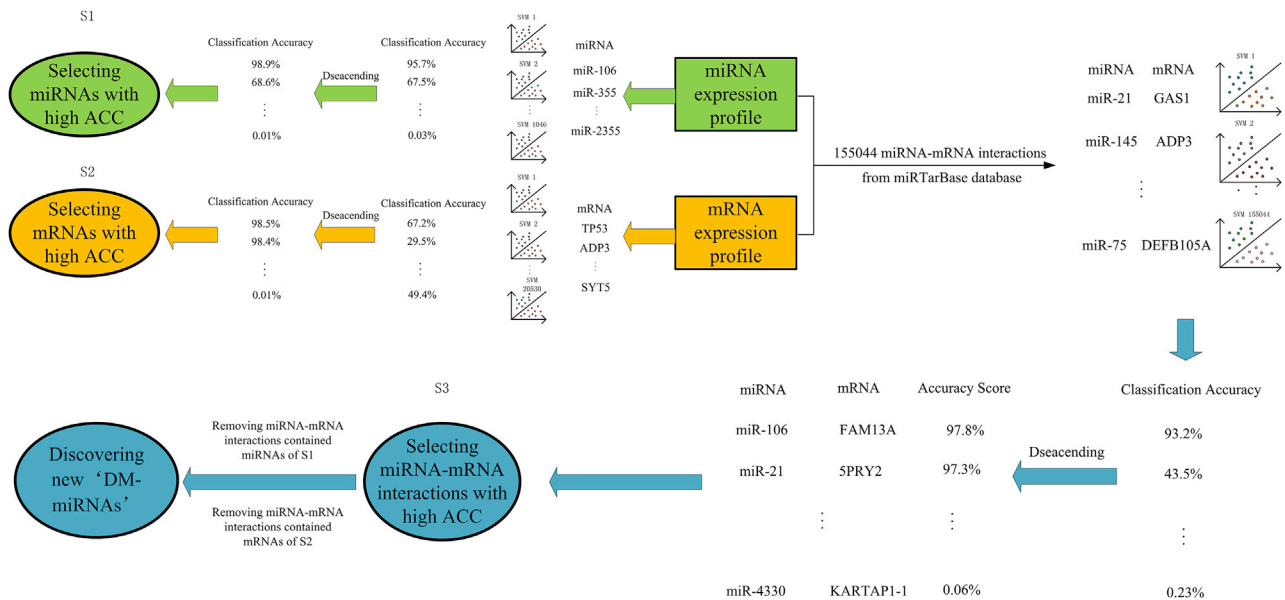 S1
Selecting
miRNAs with
high ACC
Classification Accuracy
98.9%
68.6%
⋮
0.01%
Dseacending
Classification Accuracy
95.7%
67.5%
⋮
0.03%
SVM 1
SVM 2
SVM 1046
miRNA
miR-106
miR-355
⋮
miR-2355
miRNA
expression
profile
S2
Selecting
mRNAs with
high ACC
Classification Accuracy
98.5%
98.4%
⋮
0.01%
Dseacending
Classification Accuracy
67.2%
29.5%
⋮
49.4%
SVM 1
SVM 2
SVM
20530
mRNA
TP53
ADP3
⋮
SYT5
mRNA
expression
profile
155044 miRNA-mRNA interactions
from miRTarBase database
miRNA mRNA
miR-21 GAS1
miR-145 ADP3
⋮
miR-75 DEFB105A
SVM 1
SVM 2
SVM 155044
Classification Accuracy
93.2%
43.5%
⋮
0.23%
Dseacending
miRNA mRNA Accuracy Score
miR-106 FAM13A 97.8%
miR-21 5PRY2 97.3%
⋮ ⋮ ⋮
miR-4330 KARTAP1-1 0.06%
S3
Selecting
miRNA-mRNA
interactions with
high ACC
Removing miRNA-mRNA
interactions contained
miRNAs of S1
Removing miRNA-mRNA
interactions contained
mRNAs of S2
Discovering
new ‘DM-
miRNAs’